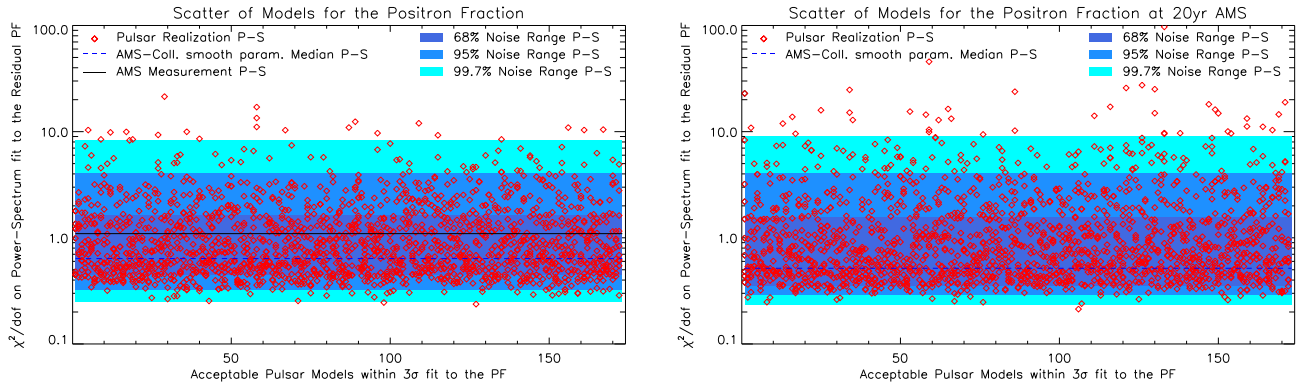 Scatter of Models for the Positron Fraction
χ²/dof on Power-Spectrum fit to the Residual PF
100.0
10.0
1.0
0.1
Pulsar Realization P-S
AMS-Coll. smooth param. Median P-S
AMS Measurement P-S
68% Noise Range P-S
95% Noise Range P-S
99.7% Noise Range P-S
50
100
150
Acceptable Pulsar Models within 3σ fit to the PF
Scatter of Models for the Positron Fraction at 20yr AMS
χ²/dof on Power-Spectrum fit to the Residual PF
100.0
10.0
1.0
0.1
Pulsar Realization P-S
AMS-Coll. smooth param. Median P-S
68% Noise Range P-S
95% Noise Range P-S
99.7% Noise Range P-S
50
100
150
Acceptable Pulsar Models within 3σ fit to the PF